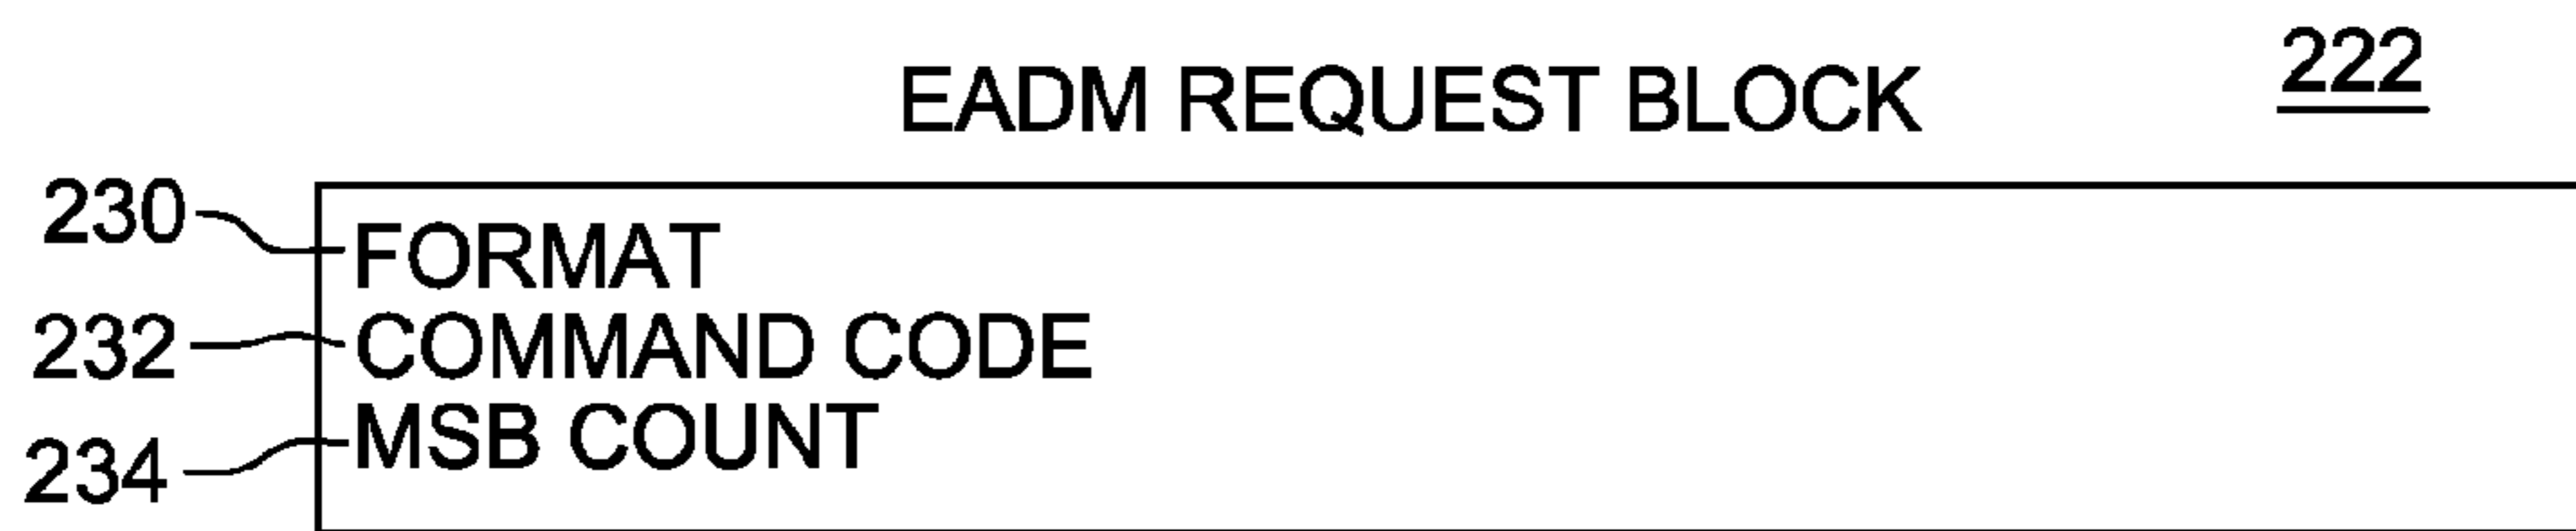 EADM REQUEST BLOCK 222
230 FORMAT
232 COMMAND CODE
234 MSB COUNT